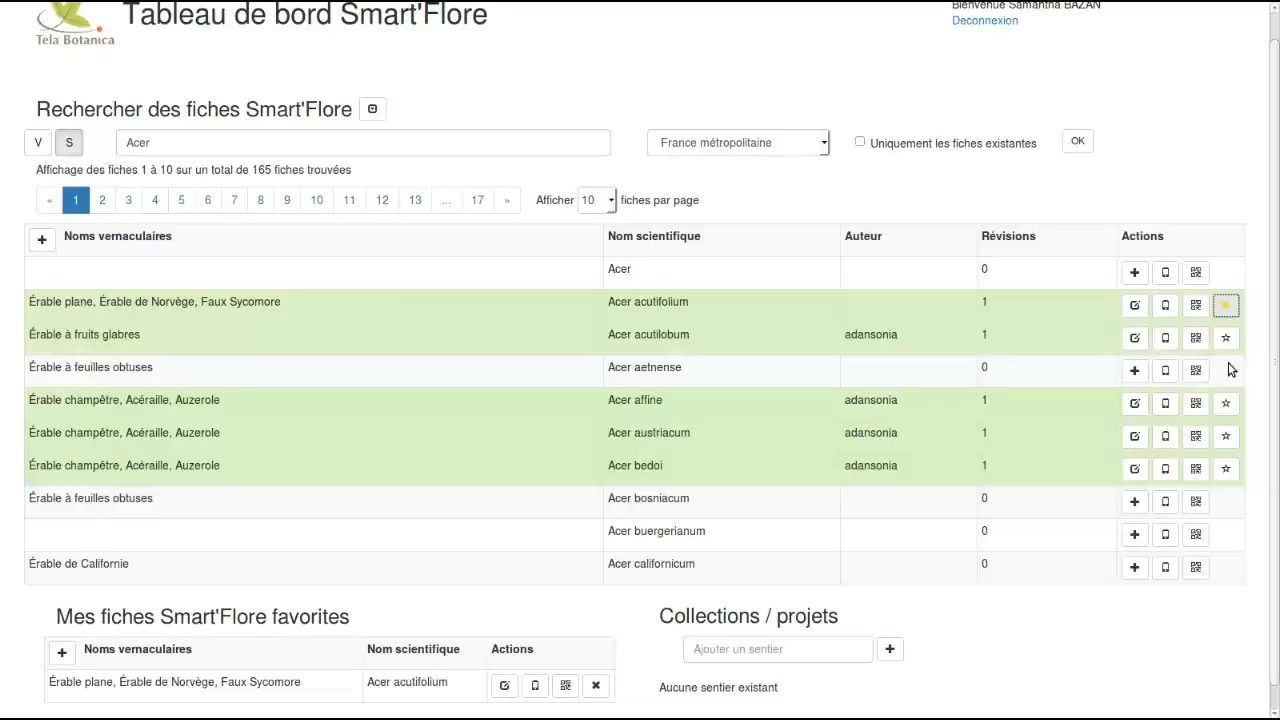 Tableau de bord Smart'Flore
Bienvenue Samantha BAZAN
Déconnexion
Tela Botanica
Rechercher des fiches Smart'Flore
V S Acer France métropolitaine Uniquement les fiches existantes OK
Affichage des fiches 1 à 10 sur un total de 165 fiches trouvées
« 1 2 3 4 5 6 7 8 9 10 11 12 13 ... 17 » Afficher 10 fiches par page
Noms vernaculaires Nom scientifique Auteur Révisions Actions
Acer 0
Érable plane, Érable de Norvège, Faux Sycomore Acer acutifolium 1
Érable à fruits glabres Acer acutilobum adansonia 1
Érable à feuilles obtuses Acer aetnense 0
Érable champêtre, Acéraille, Auzerole Acer affine adansonia 1
Érable champêtre, Acéraille, Auzerole Acer austriacum adansonia 1
Érable champêtre, Acéraille, Auzerole Acer bedoi adansonia 1
Érable à feuilles obtuses Acer bosniacum 0
Acer buergerianum 0
Érable de Californie Acer californicum 0
Mes fiches Smart'Flore favorites
Noms vernaculaires Nom scientifique Actions
Érable plane, Érable de Norvège, Faux Sycomore Acer acutifolium
Collections / projets
Ajouter un sentier
Aucune sentier existant